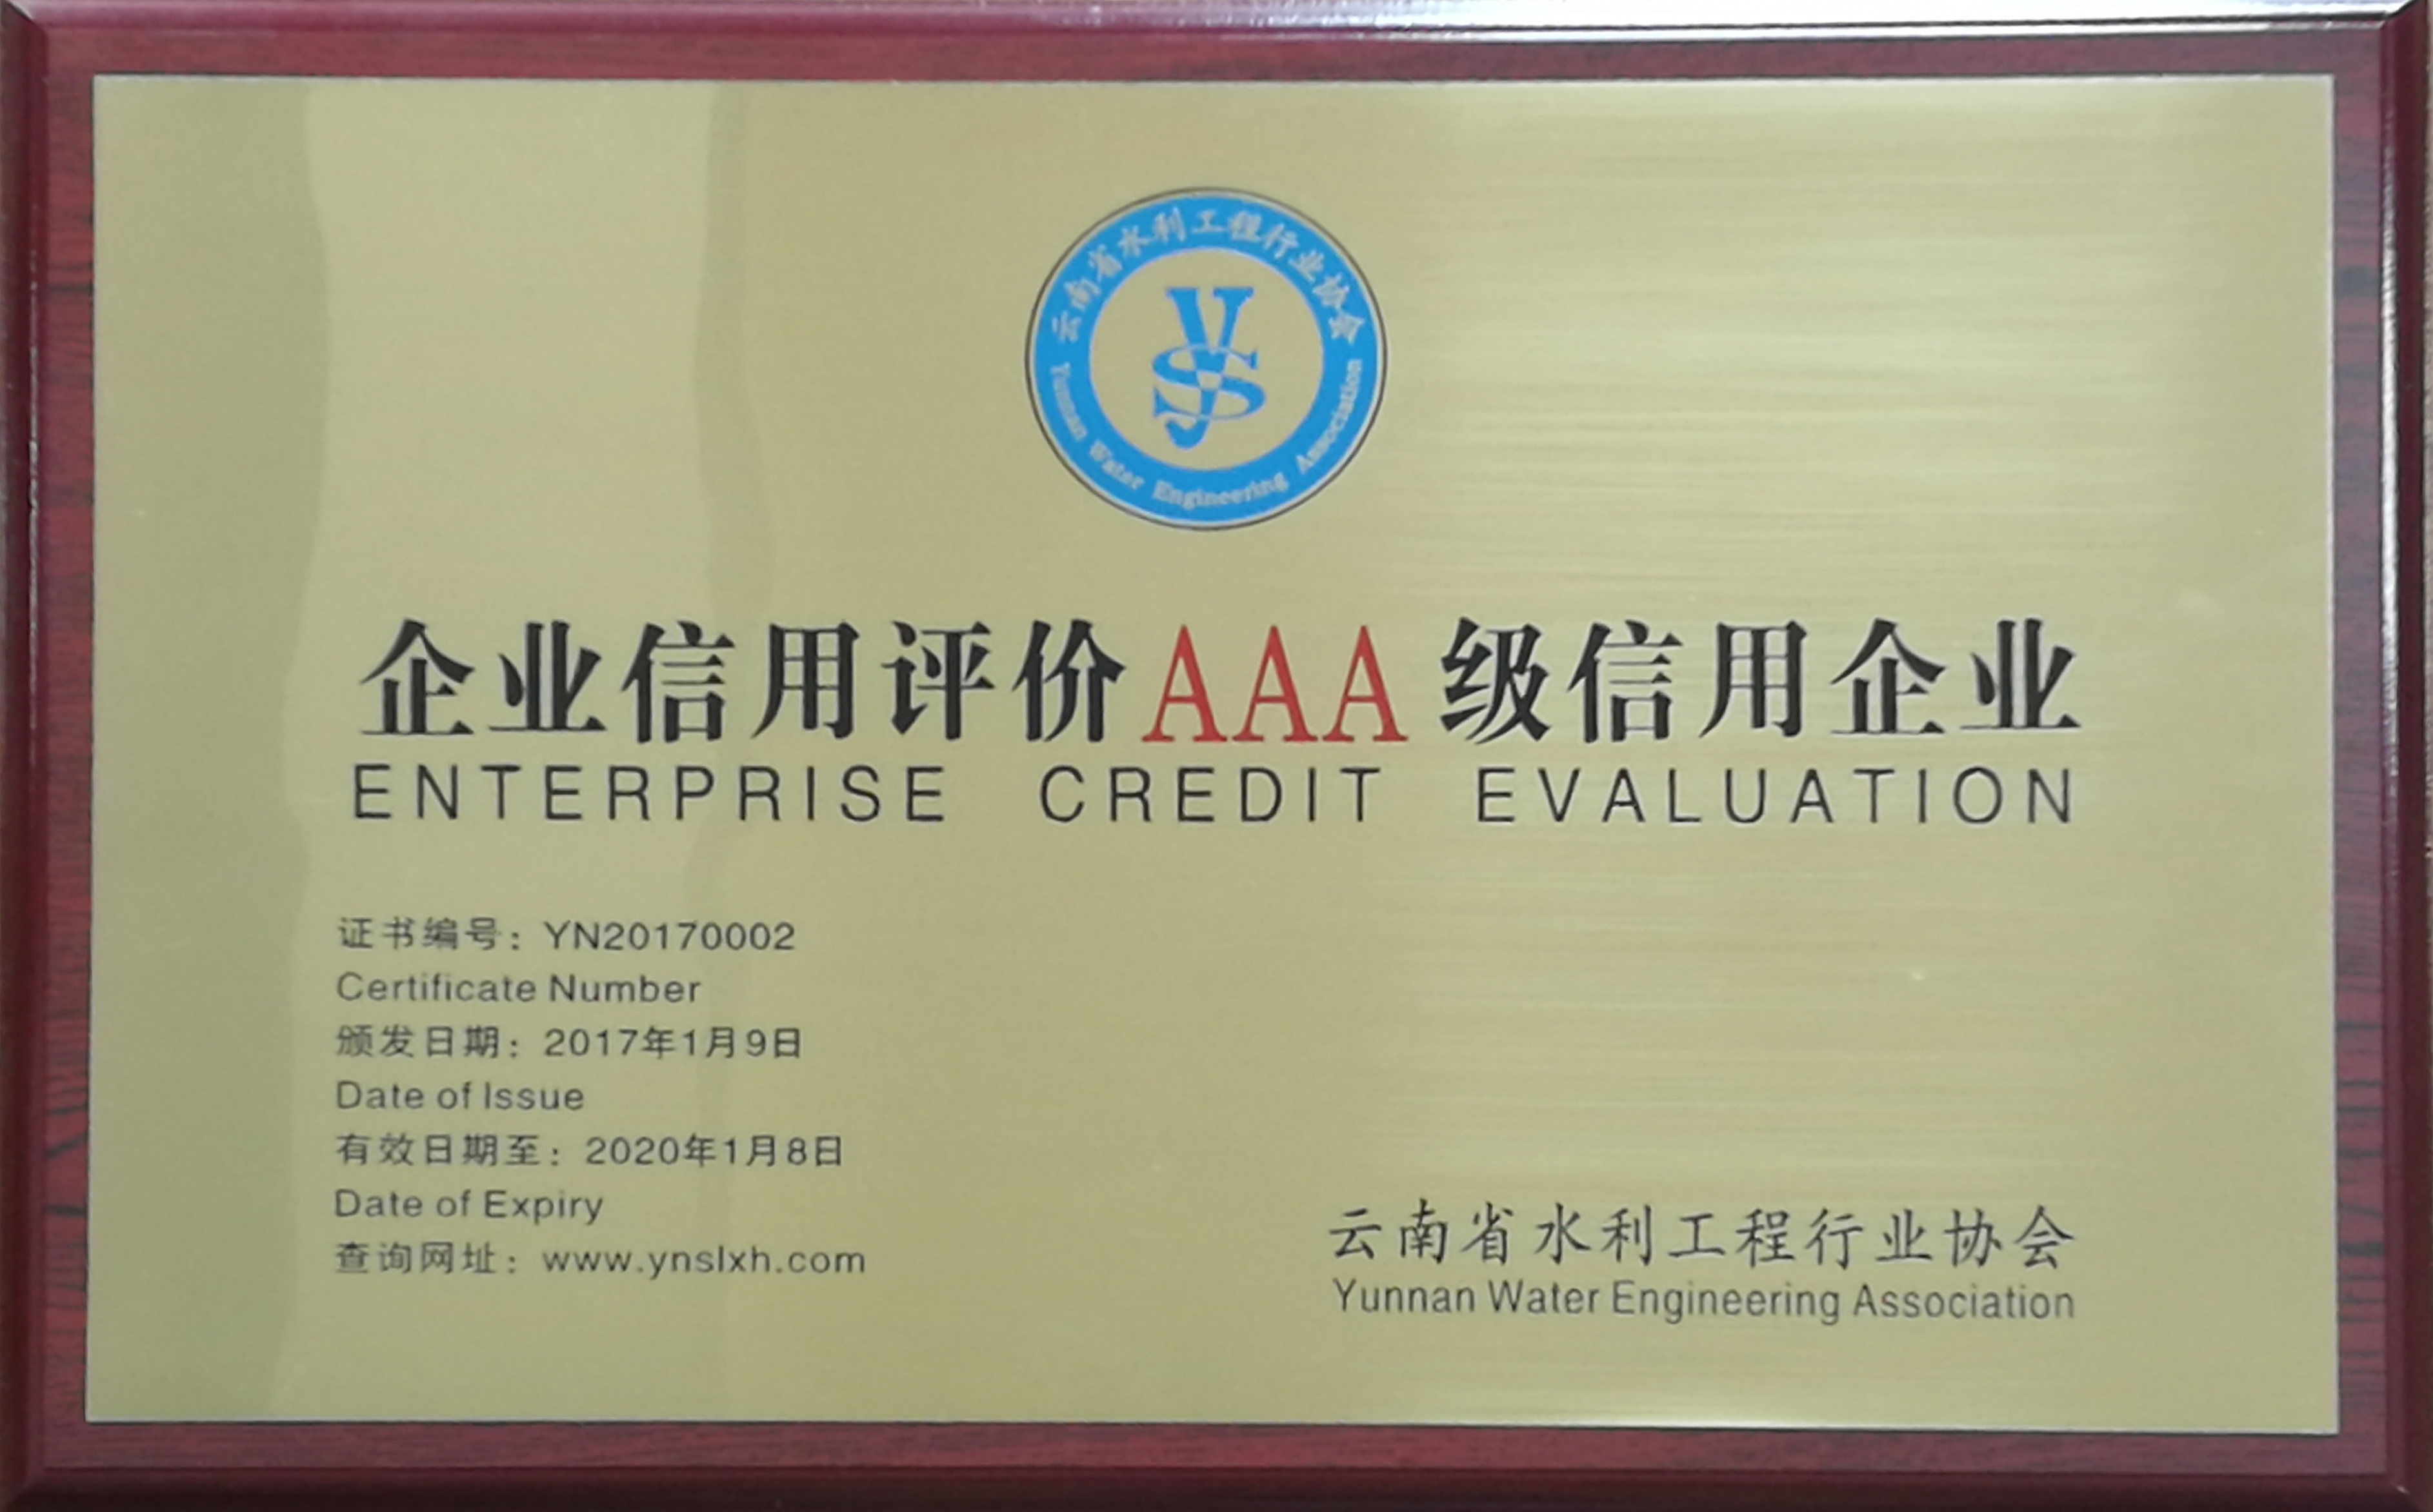 云南省水利工程行业协会
YS
Yunnan Water Engineering Association
企业信用评价AAA级信用企业
ENTERPRISE CREDIT EVALUATION
证书编号：YN20170002
Certificate Number
颁发日期：2017年1月9日
Date of Issue
有效日期至：2020年1月8日
Date of Expiry
查询网址：www.ynslxh.com
云南省水利工程行业协会
Yunnan Water Engineering Association